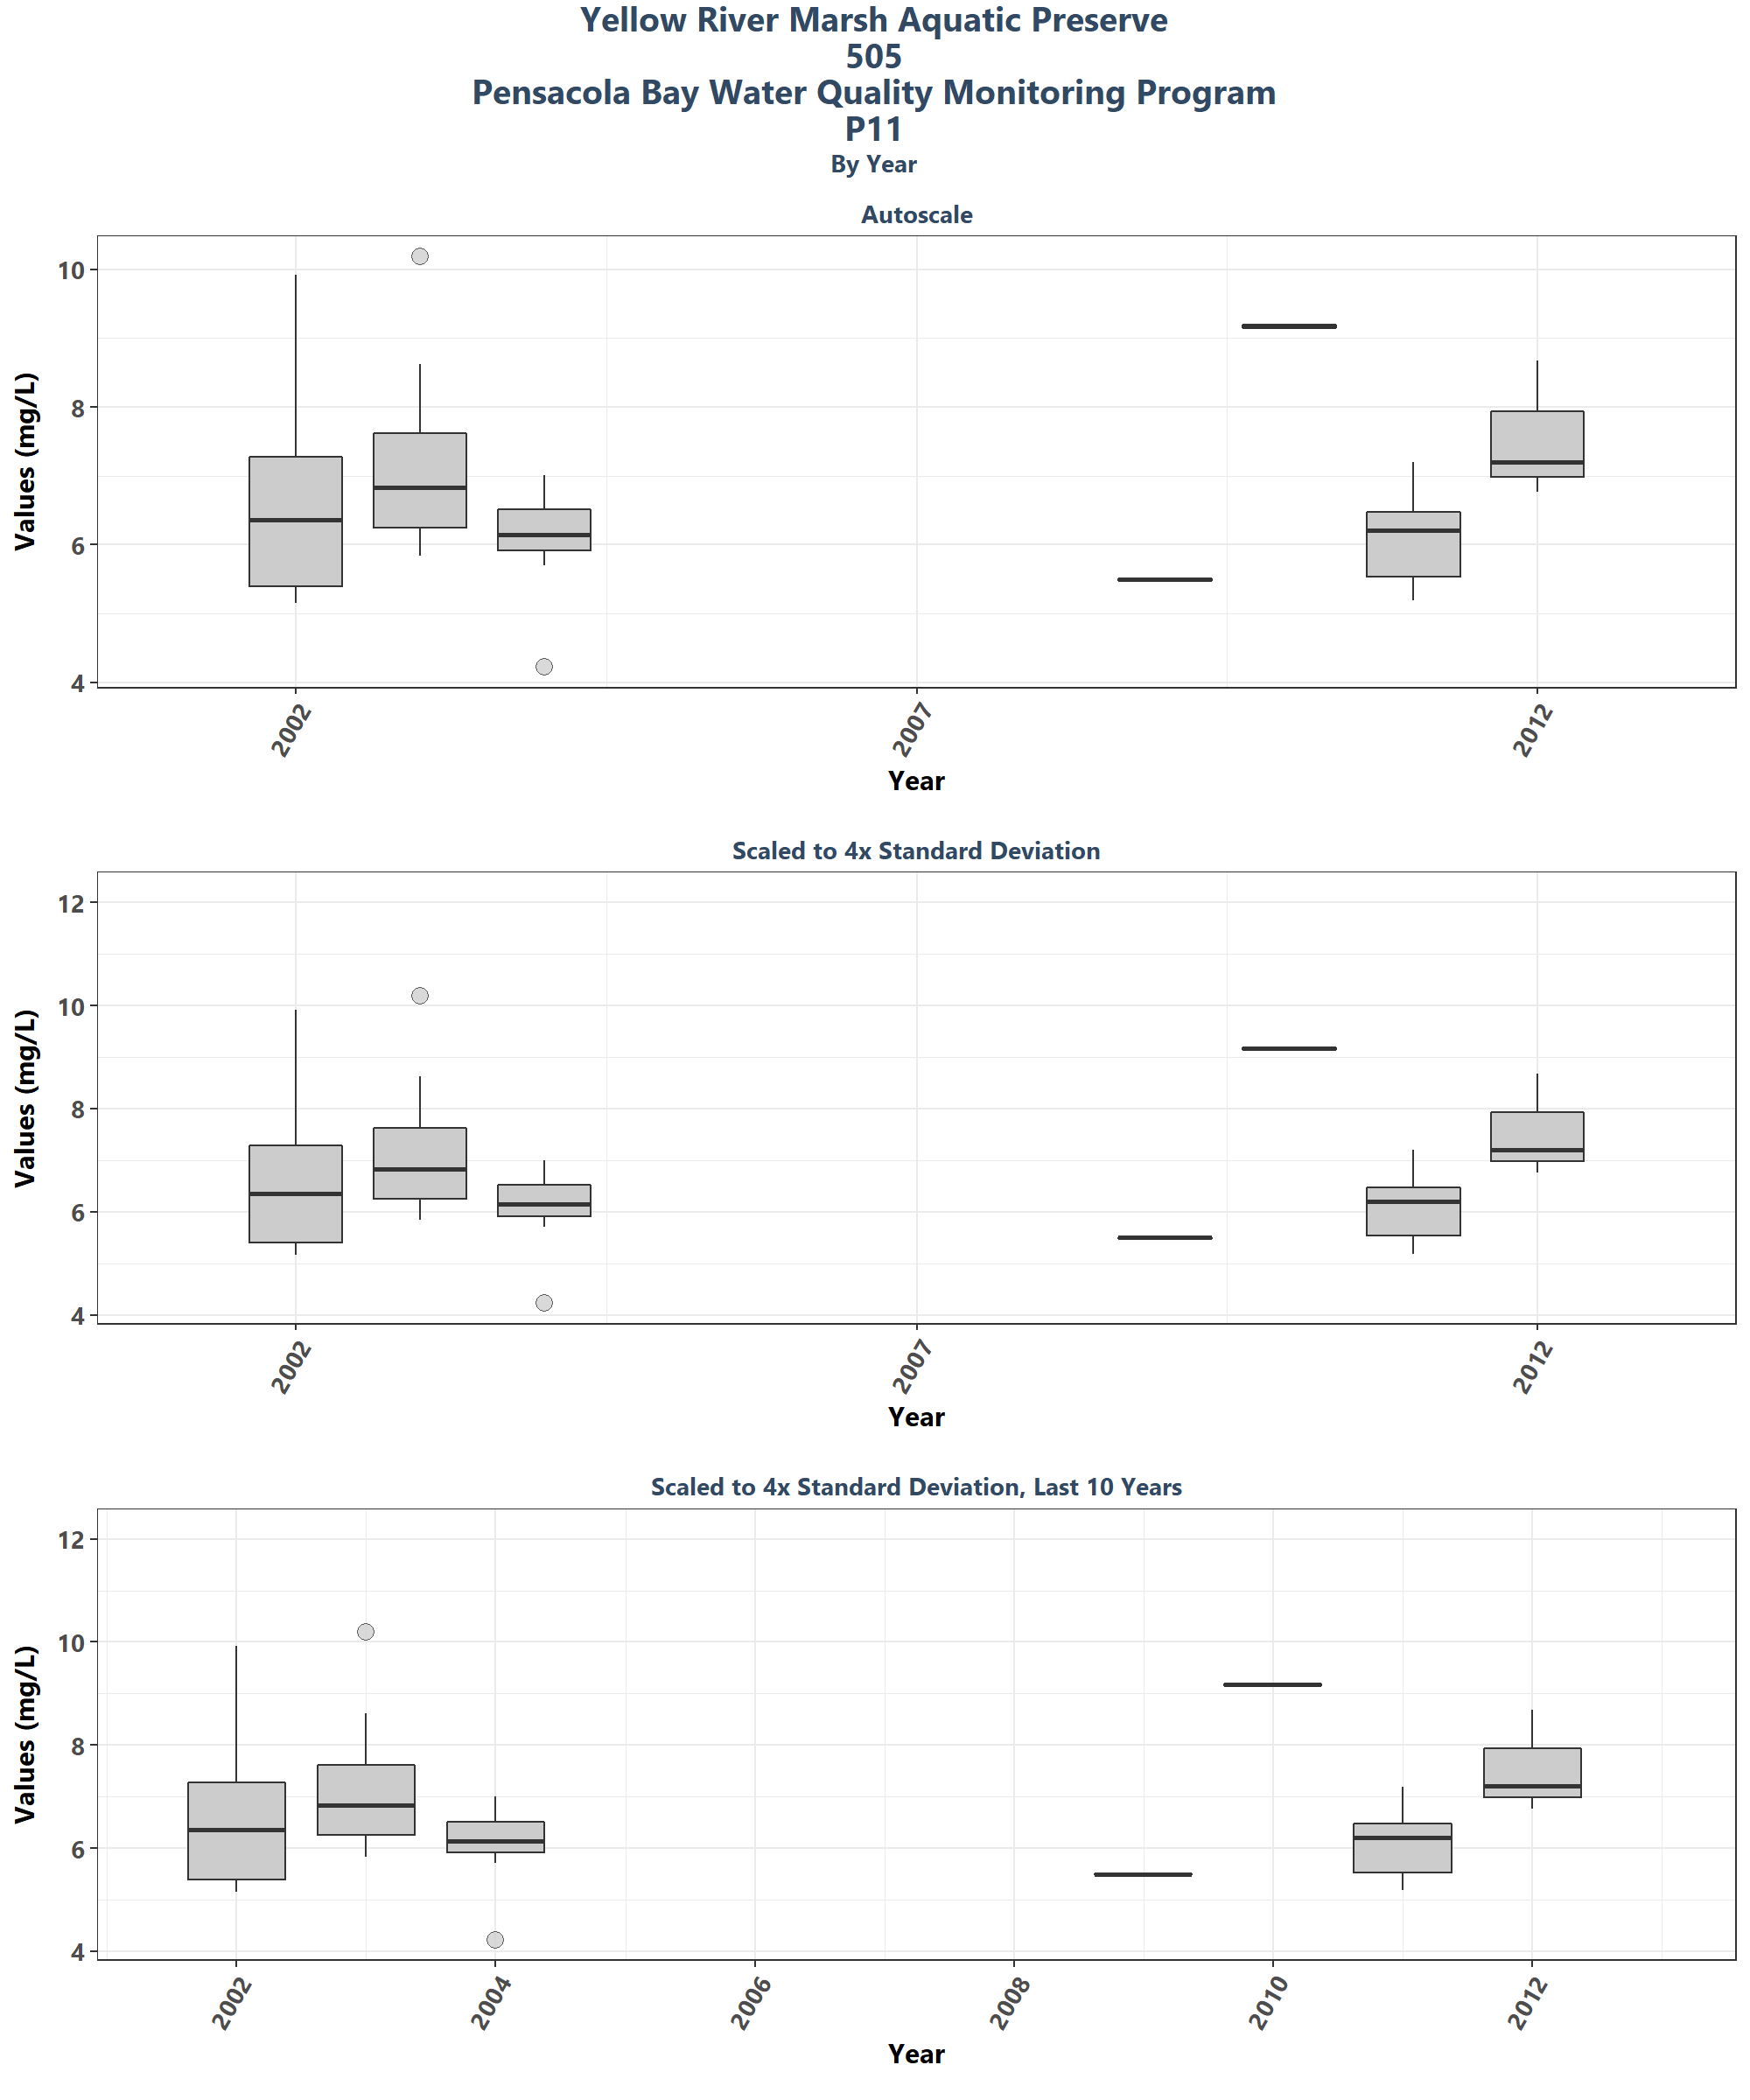 Yellow River Marsh Aquatic Preserve
505
Pensacola Bay Water Quality Monitoring Program
P11
By Year
Autoscale
Values (mg/L)
10
8
6
4
2002
2007
2012
Year
Scaled to 4x Standard Deviation
Values (mg/L)
12
10
8
6
4
2002
2007
2012
Year
Scaled to 4x Standard Deviation, Last 10 Years
Values (mg/L)
12
10
8
6
4
2002
2004
2006
2008
2010
2012
Year